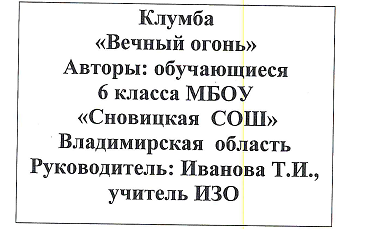 Клумба
«Вечный огонь»
Авторы: обучающиеся
6 класса МБОУ
«Сновицкая СОШ»
Владимирская область
Руководитель: Иванова Т.И.,
учитель ИЗО